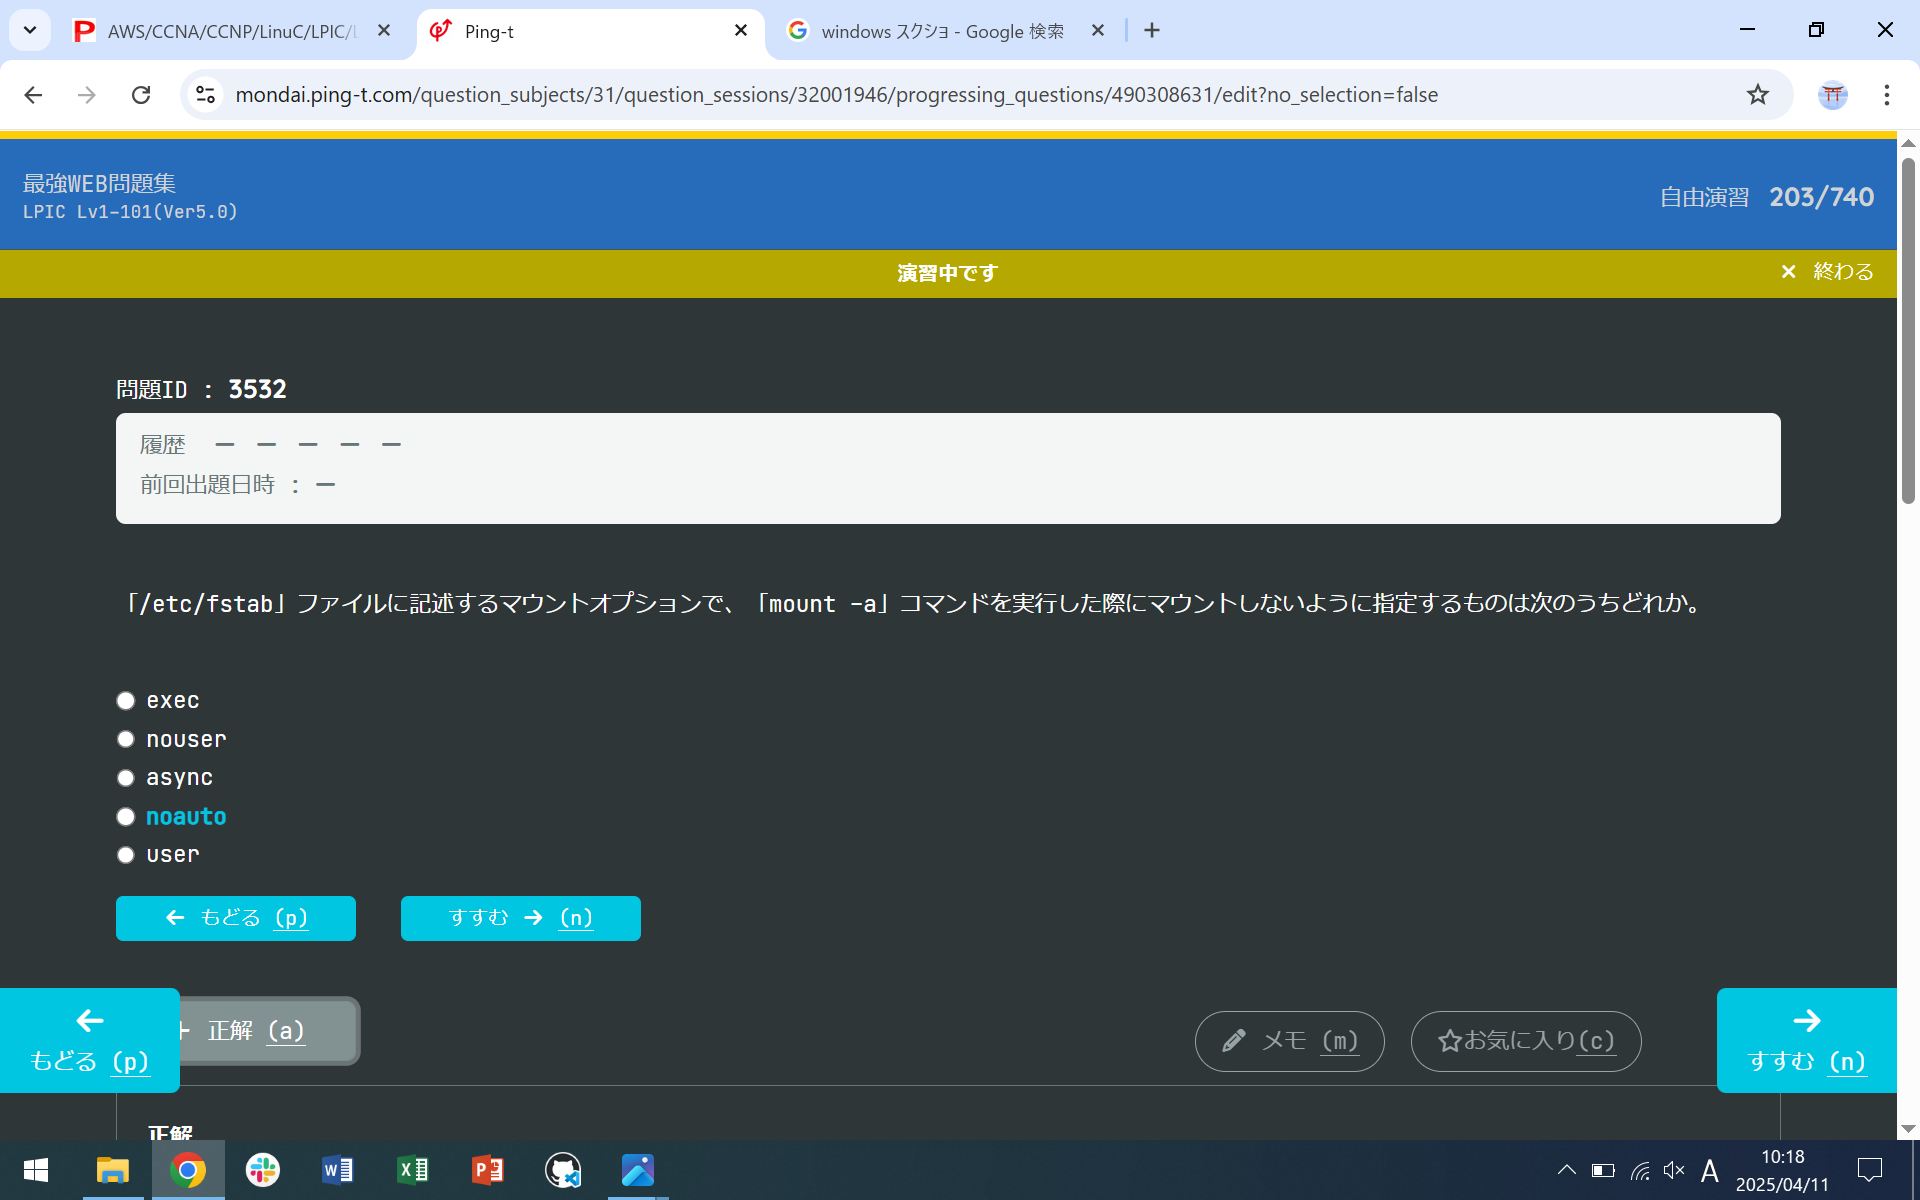 AWS/CCNA/CCNP/LinuC/LPIC/
Ping-t
windows スクショ - Google 検索
mondai.ping-t.com/question_subjects/31/question_sessions/32001946/progressing_questions/490308631/edit?no_selection=false
最強WEB問題集
LPIC Lv1-101(Ver5.0)
自由演習 203/740
演習中です
× 終わる
問題ID : 3532
履歴 ー ー ー ー ー
前回出題日時 : ー
「/etc/fstab」ファイルに記述するマウントオプションで、「mount -a」コマンドを実行した際にマウントしないように指定するものは次のうちどれか。
exec
nouser
async
noauto
user
← もどる (p)
すすむ → (n)
← もどる (p)
+ 正解 (a)
メモ (m)
☆お気に入り(c)
→ すすむ (n)
正解
A
10:18
2025/04/11